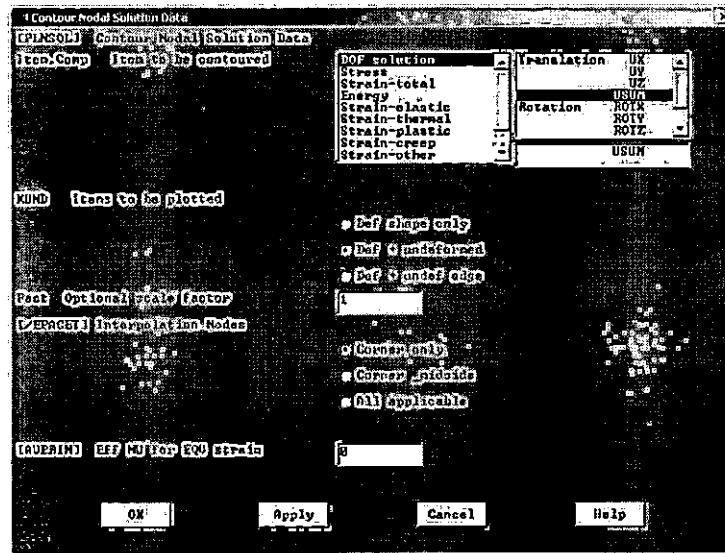 Contour Nodal Solution Data
[PLNSOL] Contour Nodal Solution Data
Item,Comp Item to be contoured
DOF solution
Stress
Strain-total
Energy
Strain-elastic
Strain-thermal
Strain-plastic
Strain-creep
Strain-other
Translation UX
UY
UZ
USUM
Rotation ROTX
ROTY
ROTZ
USUM
KUND Items to be plotted
Def shape only
Def + undeformed
Def + undef edge
Fact Optional scale factor
1
[/EFACET] Interpolation Nodes
Corner only
Corner + midside
All applicable
[AVPRIN] Eff NU for EQV strain
0
OK Apply Cancel Help